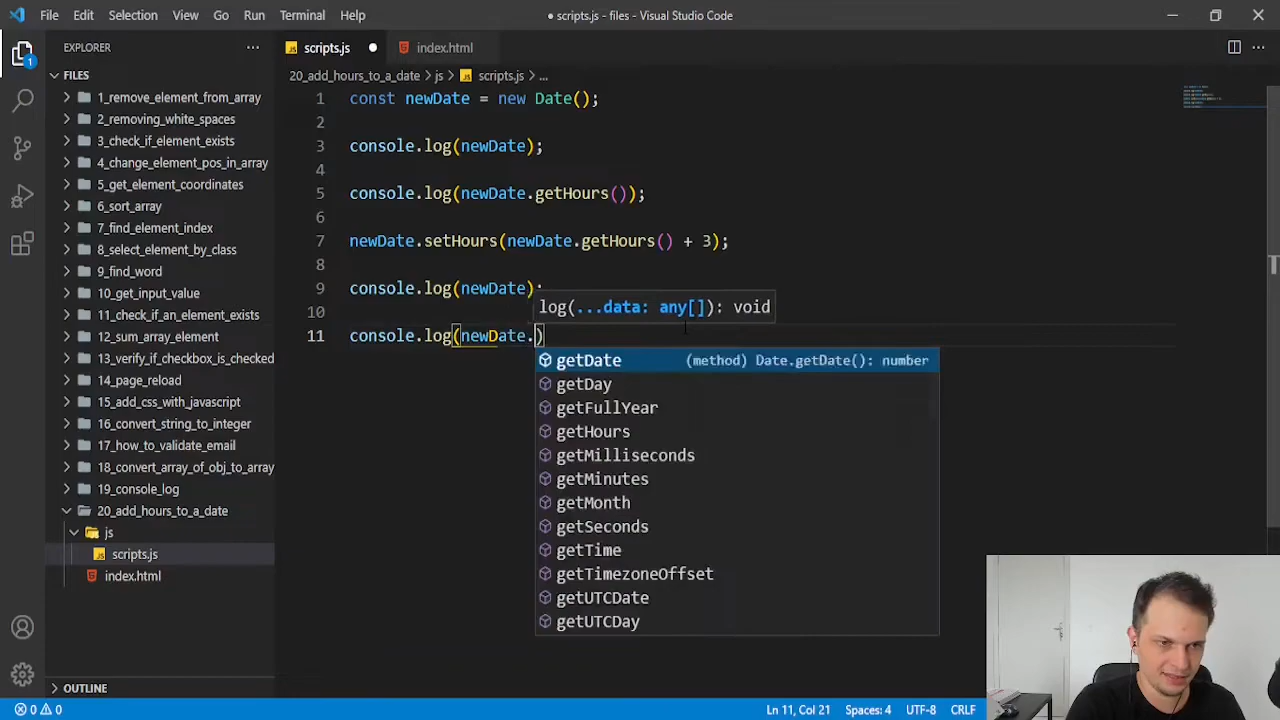 File Edit Selection View Go Run Terminal Help
● scripts.js - files - Visual Studio Code
EXPLORER
scripts.js
index.html
1
FILES
1_remove_element_from_array
2_removing_white_spaces
3_check_if_element_exists
4_change_element_pos_in_array
5_get_element_coordinates
6_sort_array
7_find_element_index
8_select_element_by_class
9_find_word
10_get_input_value
11_check_if_an_element_exists
12_sum_array_element
13_verify_if_checkbox_is_checked
14_page_reload
15_add_css_with_javascript
16_convert_string_to_integer
17_how_to_validate_email
18_convert_array_of_obj_to_array
19_console_log
20_add_hours_to_a_date
js
JS scripts.js
index.html
OUTLINE
20_add_hours_to_a_date > js > JS scripts.js > ...
1 const newDate = new Date();
2
3 console.log(newDate);
4
5 console.log(newDate.getHours());
6
7 newDate.setHours(newDate.getHours() + 3);
8
9 console.log(newDate);
10
log(...data: any[]): void
11 console.log(newDate.)
getDate (method) Date.getDate(): number
getDay
getFullYear
getHours
getMilliseconds
getMinutes
getMonth
getSeconds
getTime
getTimezoneOffset
getUTCDate
getUTCDay
0 0 Ln 11, Col 21 Spaces: 4 UTF-8 CRLF